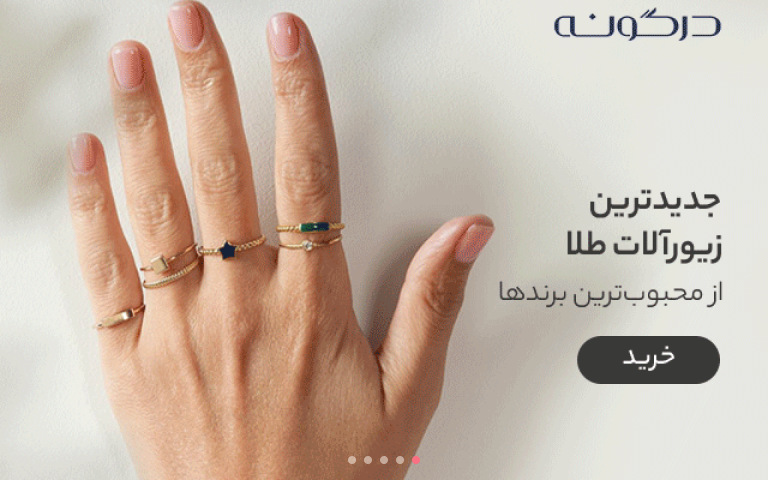 درگونه
جدیدترین
زیورآلات طلا
از محبوب‌ترین برندها
خرید